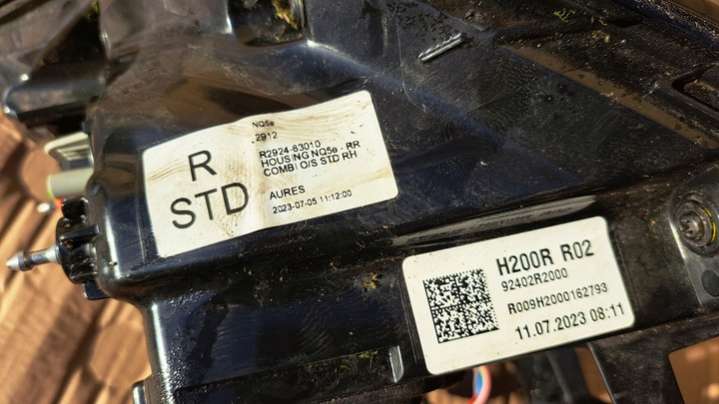 NQ5e
2912
R2924-63010
HOUSING NQ5e - RR
COMBI O/S STD RH
R
STD
AURES
2023-07-05 11:12:00
H200R R02
92402R2000
R009H2000162793
11.07.2023 08:11